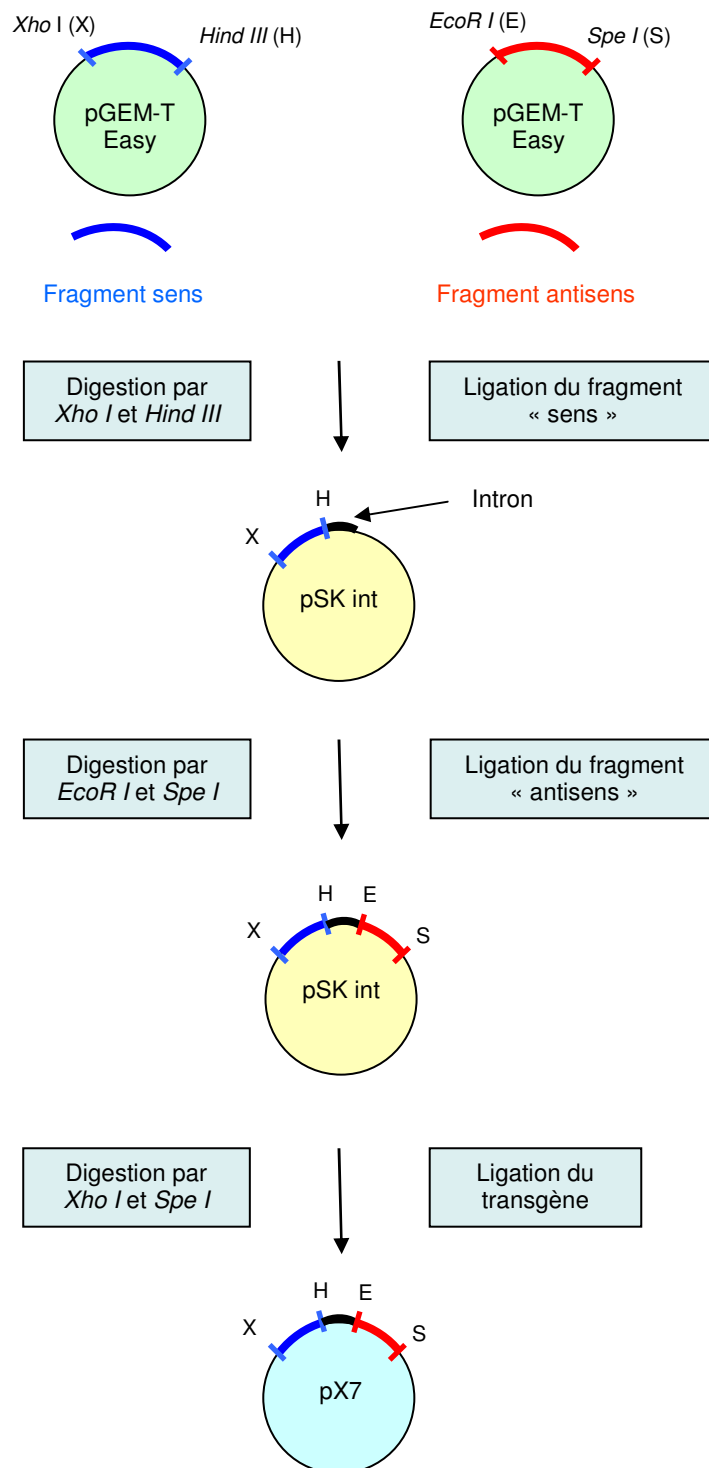 Xho I (X)
Hind III (H)
EcoR I (E)
Spe I (S)
pGEM-T
Easy
pGEM-T
Easy
Fragment sens
Fragment antisens
Digestion par
Xho I et Hind III
Ligation du fragment
« sens »
H
Intron
X
pSK int
Digestion par
EcoR I et Spe I
Ligation du fragment
« antisens »
H
E
X
S
pSK int
Digestion par
Xho I et Spe I
Ligation du
transgène
H
E
X
S
pX7